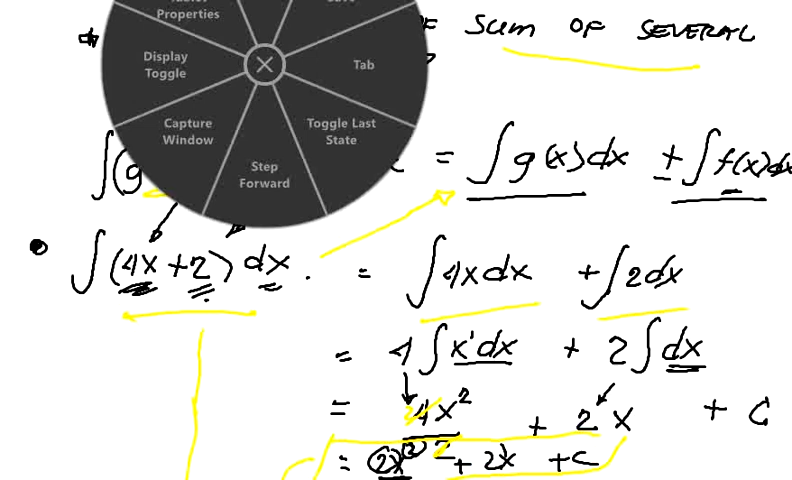 Properties
= SUM OF SEVERAL
Display Toggle
Tab
Capture Window
Toggle Last State
Step Forward
∫(g = ∫g(x)dx ± ∫f(x)dx
• ∫(4x+2)dx. = ∫4xdx + ∫2dx
= 4∫x'dx + 2∫dx
= 4x² / 2 + 2x + C
= 2x² + 2x + C